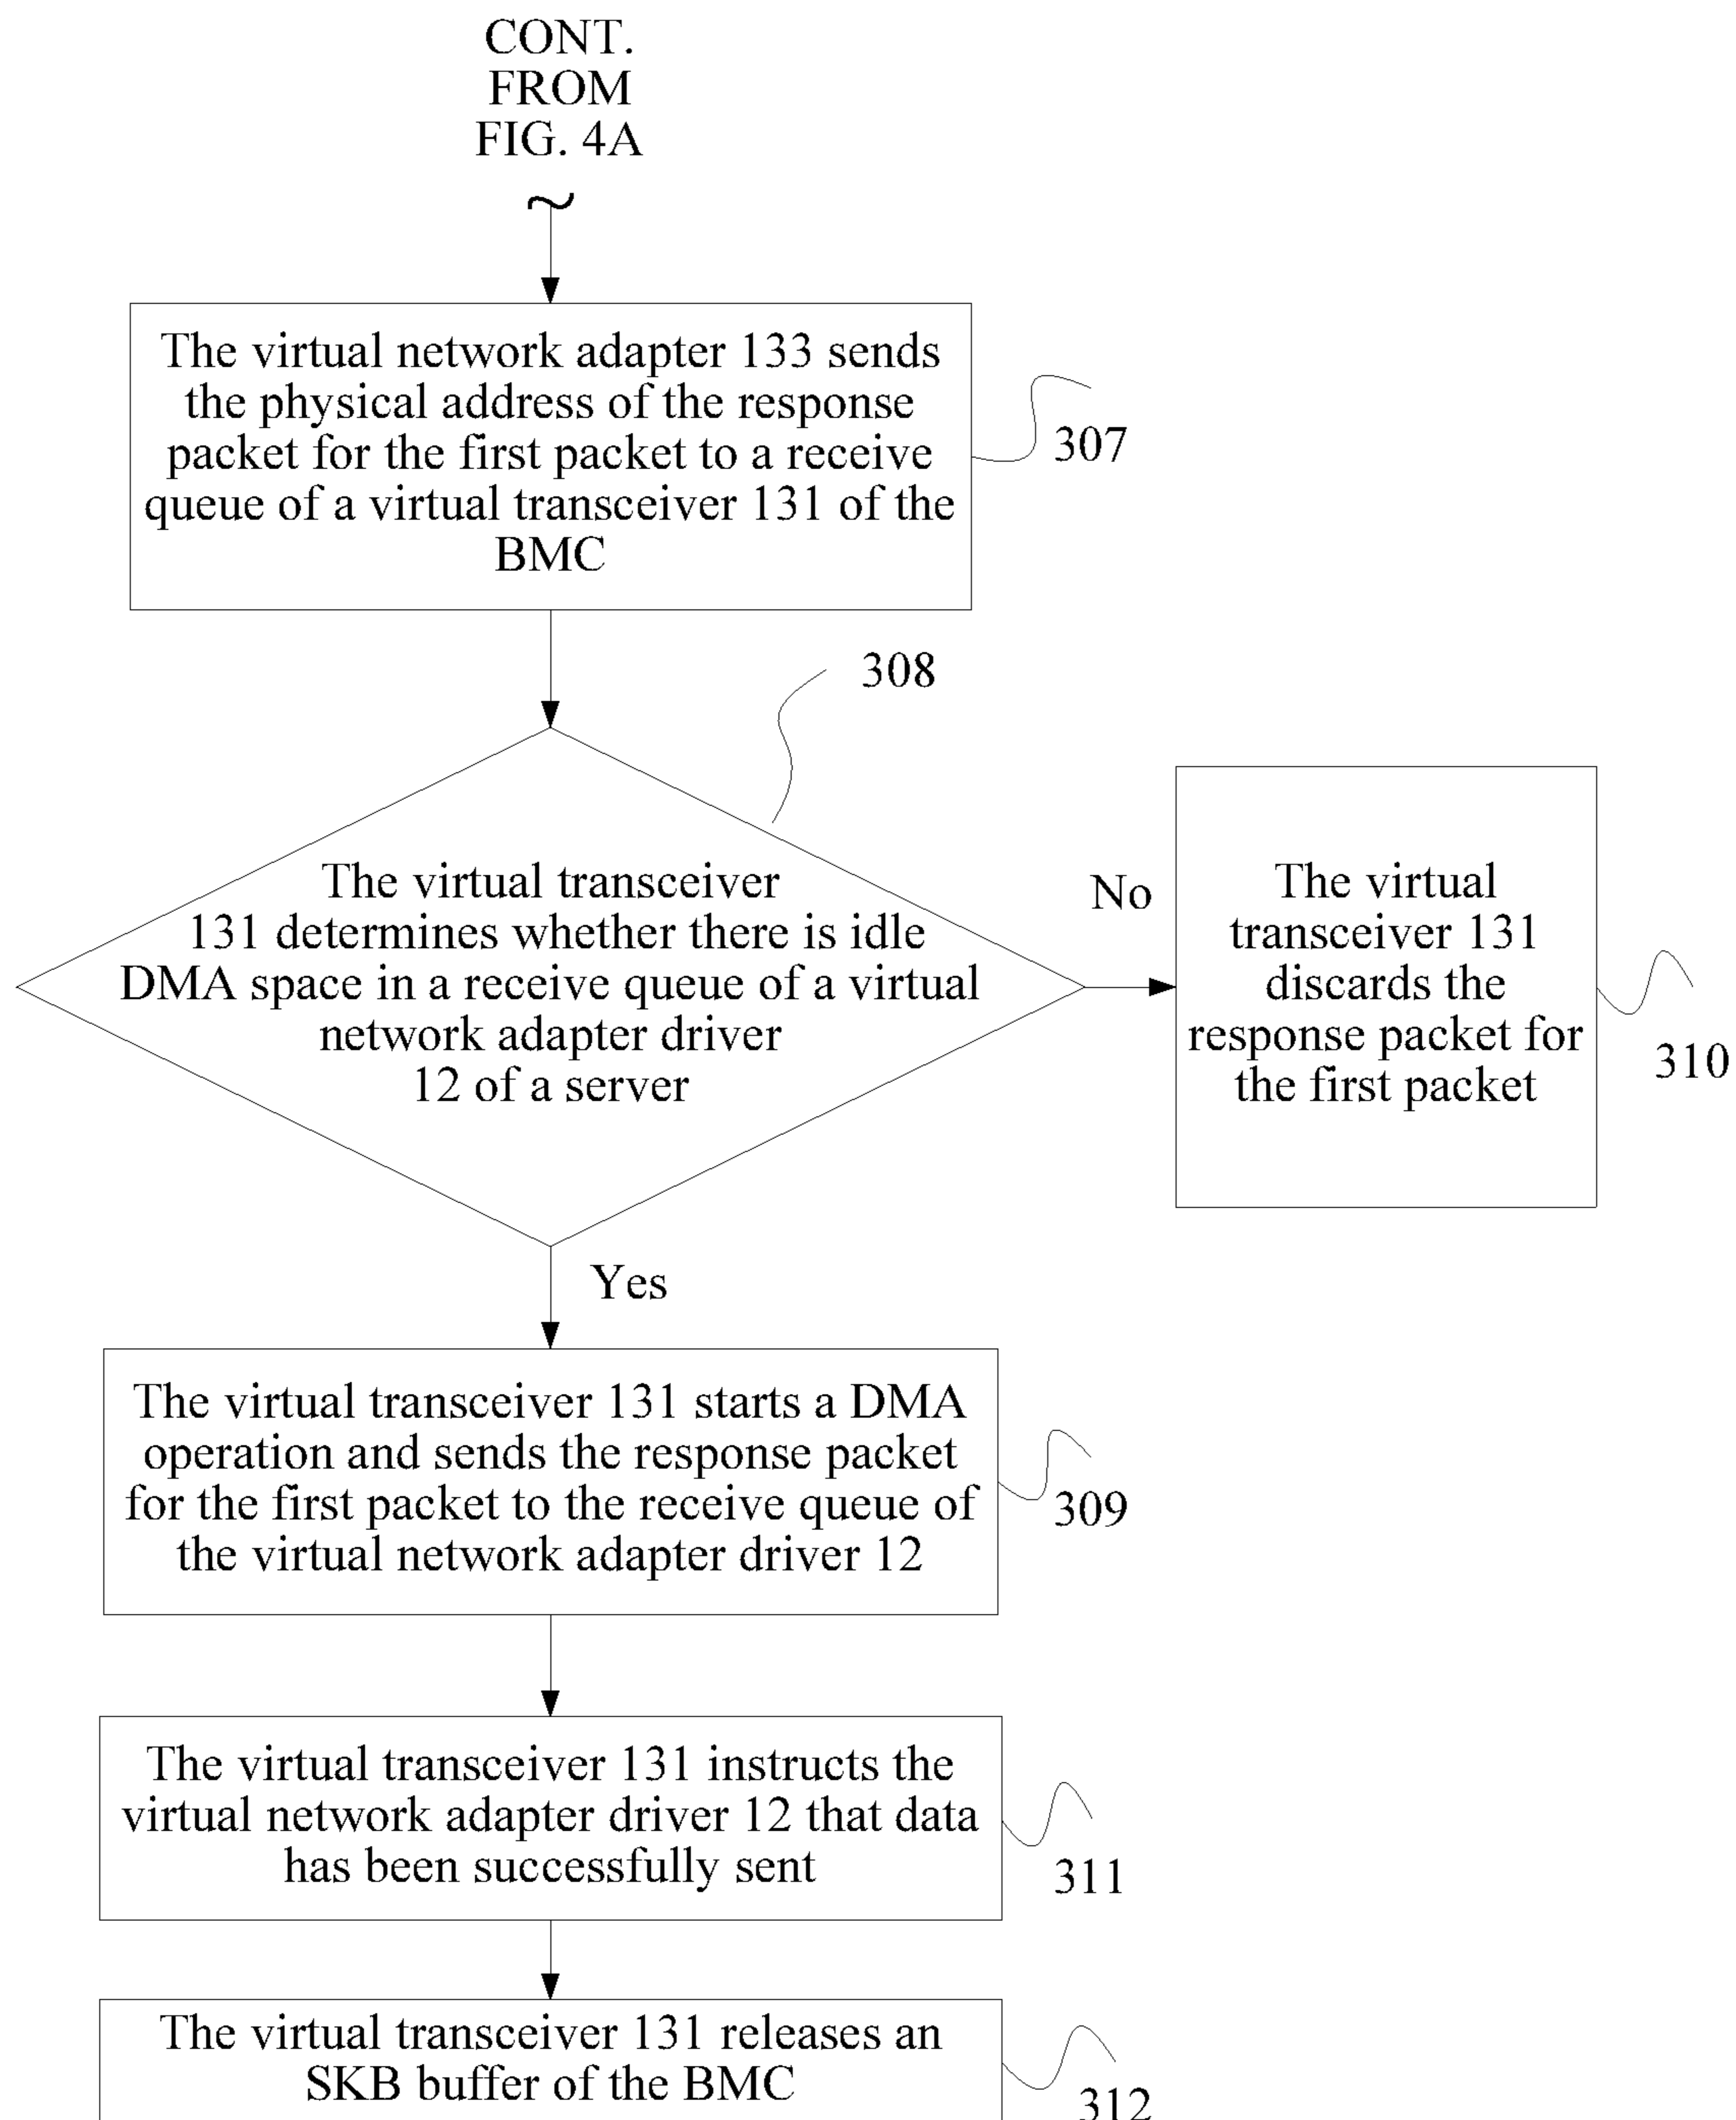 CONT.
FROM
FIG. 4A
The virtual network adapter 133 sends
the physical address of the response
packet for the first packet to a receive
queue of a virtual transceiver 131 of the
BMC
307
308
The virtual transceiver
131 determines whether there is idle
DMA space in a receive queue of a virtual
network adapter driver
12 of a server
No
The virtual
transceiver 131
discards the
response packet for
the first packet
310
Yes
The virtual transceiver 131 starts a DMA
operation and sends the response packet
for the first packet to the receive queue of
the virtual network adapter driver 12
309
The virtual transceiver 131 instructs the
virtual network adapter driver 12 that data
has been successfully sent
311
The virtual transceiver 131 releases an
SKB buffer of the BMC
312